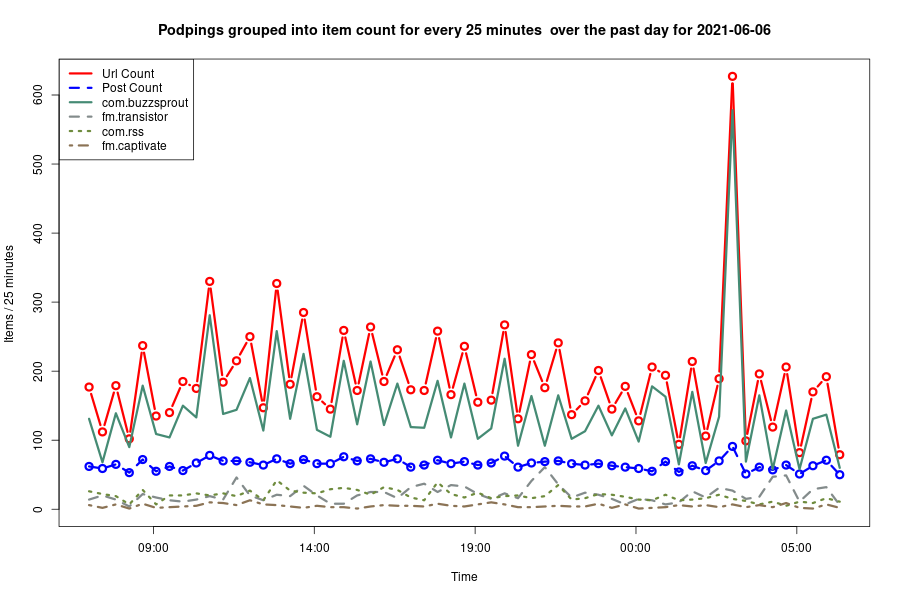 Podpings grouped into item count for every 25 minutes  over the past day for 2021-06-06
Url Count
Post Count
com.buzzsprout
fm.transistor
com.rss
fm.captivate
600
500
400
300
200
100
0
Items / 25 minutes
09:00
14:00
19:00
00:00
05:00
Time